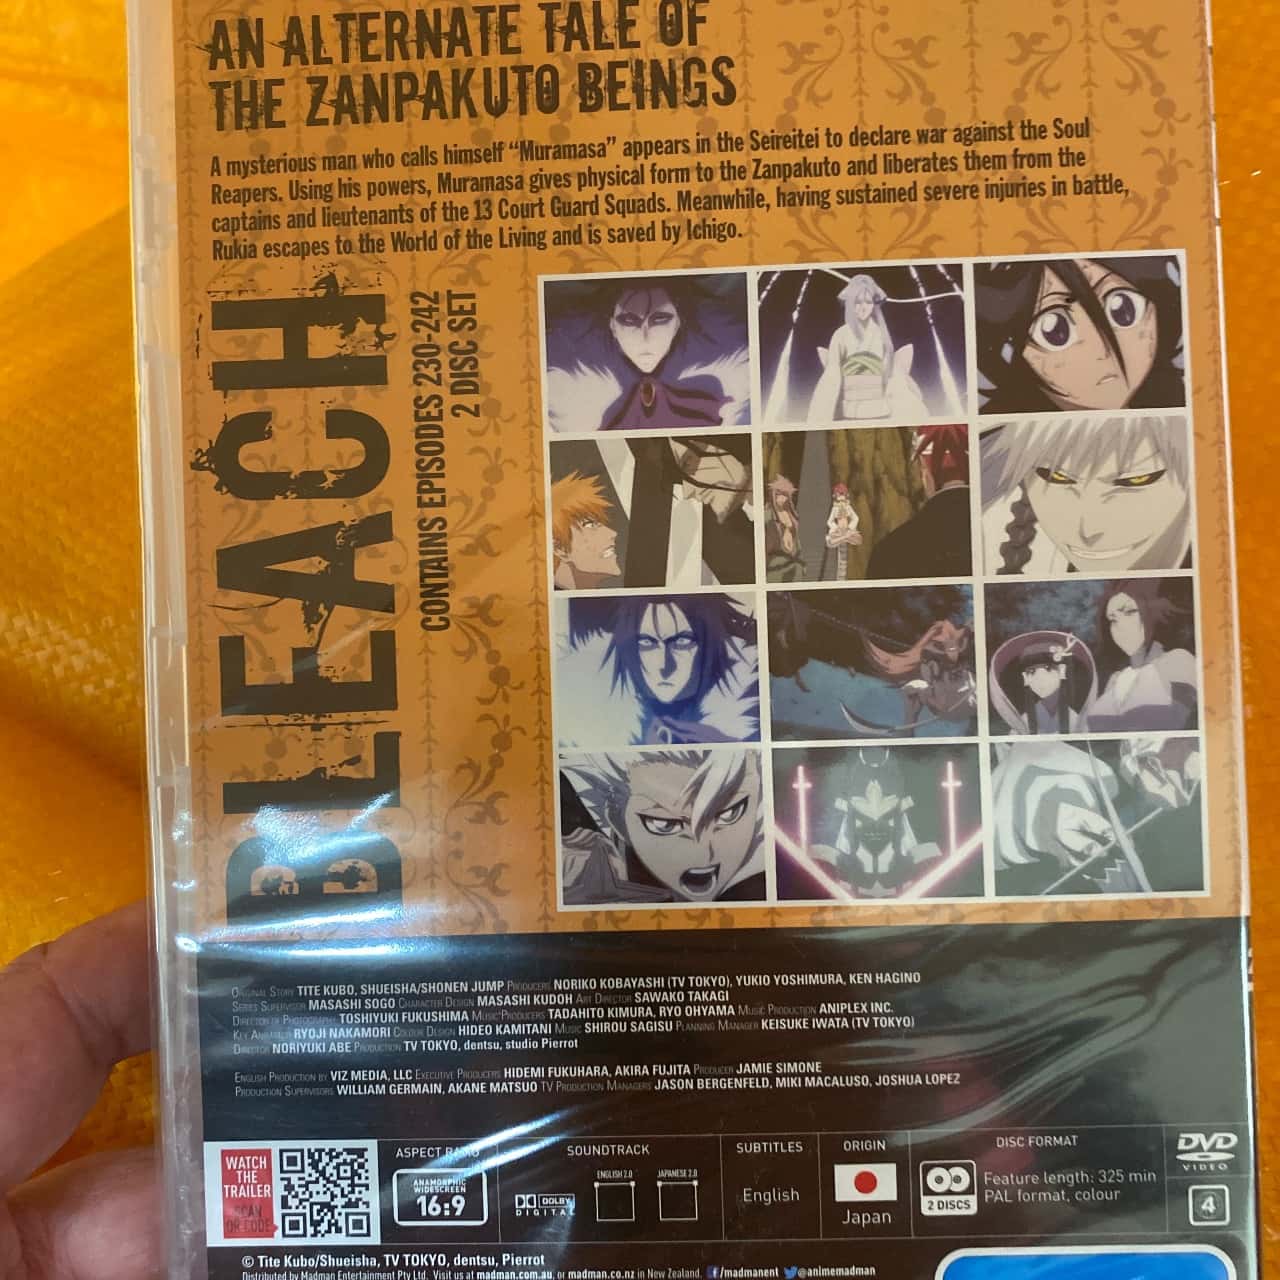 AN ALTERNATE TALE OF
THE ZANPAKUTO BEINGS
A mysterious man who calls himself “Muramasa” appears in the Seireitei to declare war against the Soul
Reapers. Using his powers, Muramasa gives physical form to the Zanpakuto and liberates them from the
captains and lieutenants of the 13 Court Guard Squads. Meanwhile, having sustained severe injuries in battle,
Rukia escapes to the World of the Living and is saved by Ichigo.
BLEACH
CONTAINS EPISODES 230-242
2 DISC SET
ORIGINAL STORY TITE KUBO, SHUEISHA/SHONEN JUMP PRODUCERS NORIKO KOBAYASHI (TV TOKYO), YUKIO YOSHIMURA, KEN HAGINO
SERIES SUPERVISOR MASASHI SOGO CHARACTER DESIGN MASASHI KUDOH ART DIRECTOR SAWAKO TAKAGI
DIRECTOR OF PHOTOGRAPHY TOSHIYUKI FUKUSHIMA MUSIC PRODUCERS TADAHITO KIMURA, RYO OHYAMA MUSIC PRODUCTION ANIPLEX INC.
KEY ANIMATOR RYOJI NAKAMORI COLOUR DESIGN HIDEO KAMITANI MUSIC SHIROU SAGISU PLANNING MANAGER KEISUKE IWATA (TV TOKYO)
DIRECTOR NORIYUKI ABE PRODUCTION TV TOKYO, dentsu, studio Pierrot
ENGLISH PRODUCTION BY VIZ MEDIA, LLC EXECUTIVE PRODUCERS HIDEMI FUKUHARA, AKIRA FUJITA PRODUCER JAMIE SIMONE
PRODUCTION SUPERVISORS WILLIAM GERMAIN, AKANE MATSUO TV PRODUCTION MANAGERS JASON BERGENFELD, MIKI MACALUSO, JOSHUA LOPEZ
WATCH
THE
TRAILER
SCAN
QR CODE
ASPECT RATIO
ANAMORPHIC
WIDESCREEN
16:9
SOUNDTRACK
DOLBY
DIGITAL
ENGLISH 2.0
JAPANESE 2.0
SUBTITLES
English
ORIGIN
Japan
DISC FORMAT
2 DISCS
Feature length: 325 min
PAL format, colour
DVD
VIDEO
4
© Tite Kubo/Shueisha, TV TOKYO, dentsu, Pierrot
Distributed by Madman Entertainment Pty Ltd. Visit us at madman.com.au, or madman.co.nz in New Zealand. /madmanent @animemadman